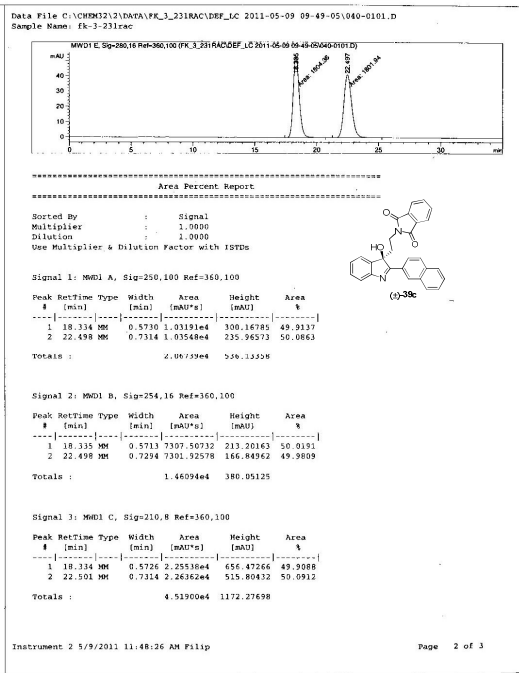 Data File C:\CHEM32\2\DATA\FK_3_231RAC\DEF_LC 2011-05-09 09-49-05\040-0101.D
Sample Name: fk-3-231rac
MWD1 E, Sig=280,16 Ref=360,100 (FK_3_231RAC\DEF_LC 2011-05-09 09-49-05\040-0101.D)
mAU
40
30
20
10
0
Area: 1804.36
22.497
Area: 1801.94
0 5 10 15 20 25 30 min
Area Percent Report
Sorted By : Signal
Multiplier : 1.0000
Dilution : 1.0000
Use Multiplier & Dilution Factor with ISTDs
O
N
O
HO
N
(±)-39c
Signal 1: MWD1 A, Sig=250,100 Ref=360,100
Peak RetTime Type Width Area Height Area
# [min] [min] [mAU*s] [mAU] %
1 18.334 MM 0.5730 1.03191e4 300.16785 49.9137
2 22.498 MM 0.7314 1.03548e4 235.96573 50.0863
Totals : 2.06739e4 536.13358
Signal 2: MWD1 B, Sig=254,16 Ref=360,100
Peak RetTime Type Width Area Height Area
# [min] [min] [mAU*s] [mAU] %
1 18.335 MM 0.5713 7307.50732 213.20163 50.0191
2 22.498 MM 0.7294 7301.92578 166.84962 49.9809
Totals : 1.46094e4 380.05125
Signal 3: MWD1 C, Sig=210,8 Ref=360,100
Peak RetTime Type Width Area Height Area
# [min] [min] [mAU*s] [mAU] %
1 18.334 MM 0.5726 2.25538e4 656.47266 49.9088
2 22.501 MM 0.7314 2.26362e4 515.80432 50.0912
Totals : 4.51900e4 1172.27698
Instrument 2 5/9/2011 11:48:26 AM Filip
Page 2 of 3